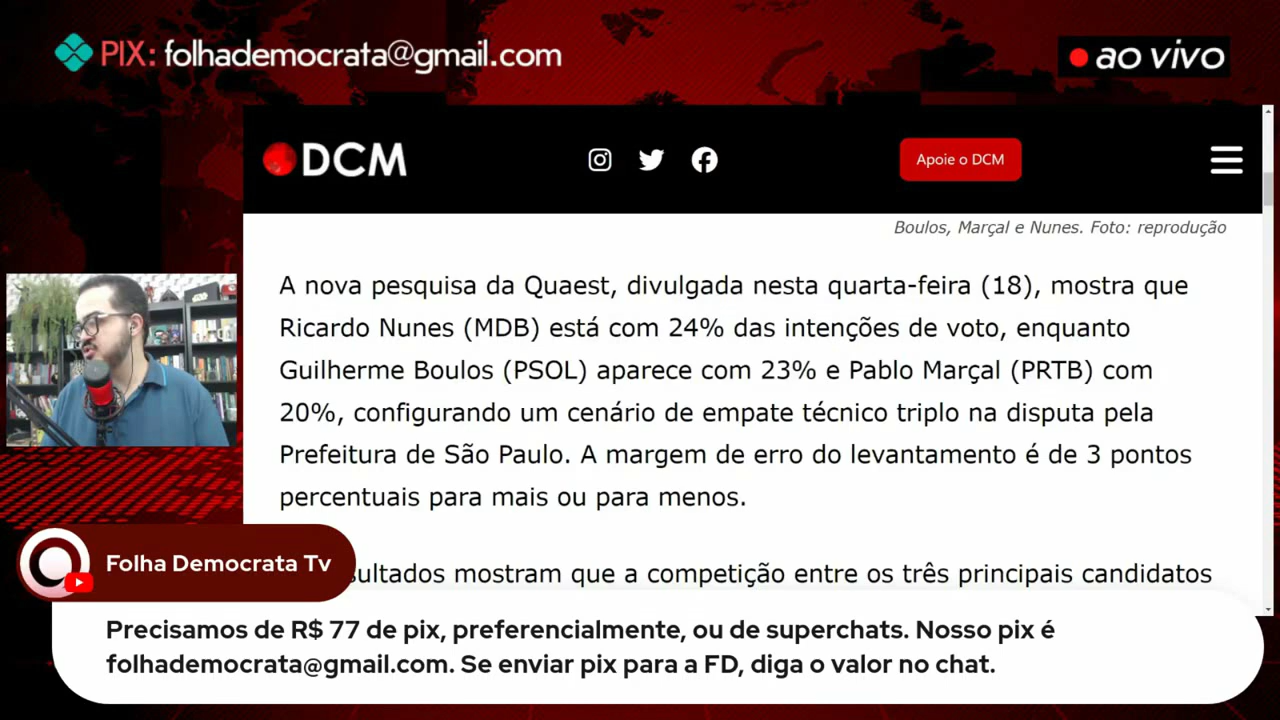 PIX: folhademocrata@gmail.com
ao vivo
DCM
Apoie o DCM
Boulos, Marçal e Nunes. Foto: reprodução
A nova pesquisa da Quaest, divulgada nesta quarta-feira (18), mostra que
Ricardo Nunes (MDB) está com 24% das intenções de voto, enquanto
Guilherme Boulos (PSOL) aparece com 23% e Pablo Marçal (PRTB) com
20%, configurando um cenário de empate técnico triplo na disputa pela
Prefeitura de São Paulo. A margem de erro do levantamento é de 3 pontos
percentuais para mais ou para menos.
mostram que a competição entre os três principais candidatos
Folha Democrata Tv
Precisamos de R$ 77 de pix, preferencialmente, ou de superchats. Nosso pix é
folhademocrata@gmail.com. Se enviar pix para a FD, diga o valor no chat.